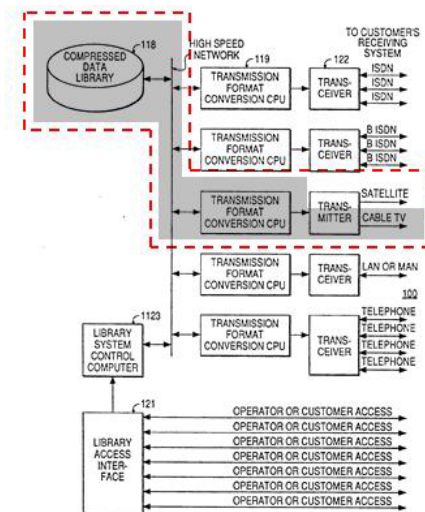 118
COMPRESSED
DATA
LIBRARY
HIGH SPEED
NETWORK
119
TRANSMISSION
FORMAT
CONVERSION CPU
122
TRANS-
CEIVER
TO CUSTOMER'S
RECEIVING
SYSTEM
ISDN
ISDN
ISDN
TRANSMISSION
FORMAT
CONVERSION CPU
TRANS-
CEIVER
B ISDN
B ISDN
B ISDN
TRANSMISSION
FORMAT
CONVERSION CPU
TRANS-
MITTER
SATELLITE
CABLE TV
TRANSMISSION
FORMAT
CONVERSION CPU
TRANS-
CEIVER
LAN OR MAN
100
1123
LIBRARY
SYSTEM
CONTROL
COMPUTER
TRANSMISSION
FORMAT
CONVERSION CPU
TRANS-
CEIVER
TELEPHONE
TELEPHONE
TELEPHONE
TELEPHONE
121
LIBRARY
ACCESS
INTER-
FACE
OPERATOR OR CUSTOMER ACCESS
OPERATOR OR CUSTOMER ACCESS
OPERATOR OR CUSTOMER ACCESS
OPERATOR OR CUSTOMER ACCESS
OPERATOR OR CUSTOMER ACCESS
OPERATOR OR CUSTOMER ACCESS
OPERATOR OR CUSTOMER ACCESS